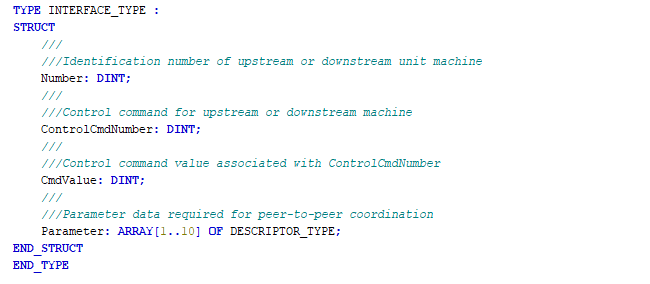 TYPE INTERFACE_TYPE :
STRUCT
///
///Identification number of upstream or downstream unit machine
Number: DINT;
///
///Control command for upstream or downstream machine
ControlCmdNumber: DINT;
///
///Control command value associated with ControlCmdNumber
CmdValue: DINT;
///
///Parameter data required for peer-to-peer coordination
Parameter: ARRAY[1..10] OF DESCRIPTOR_TYPE;
END_STRUCT
END_TYPE